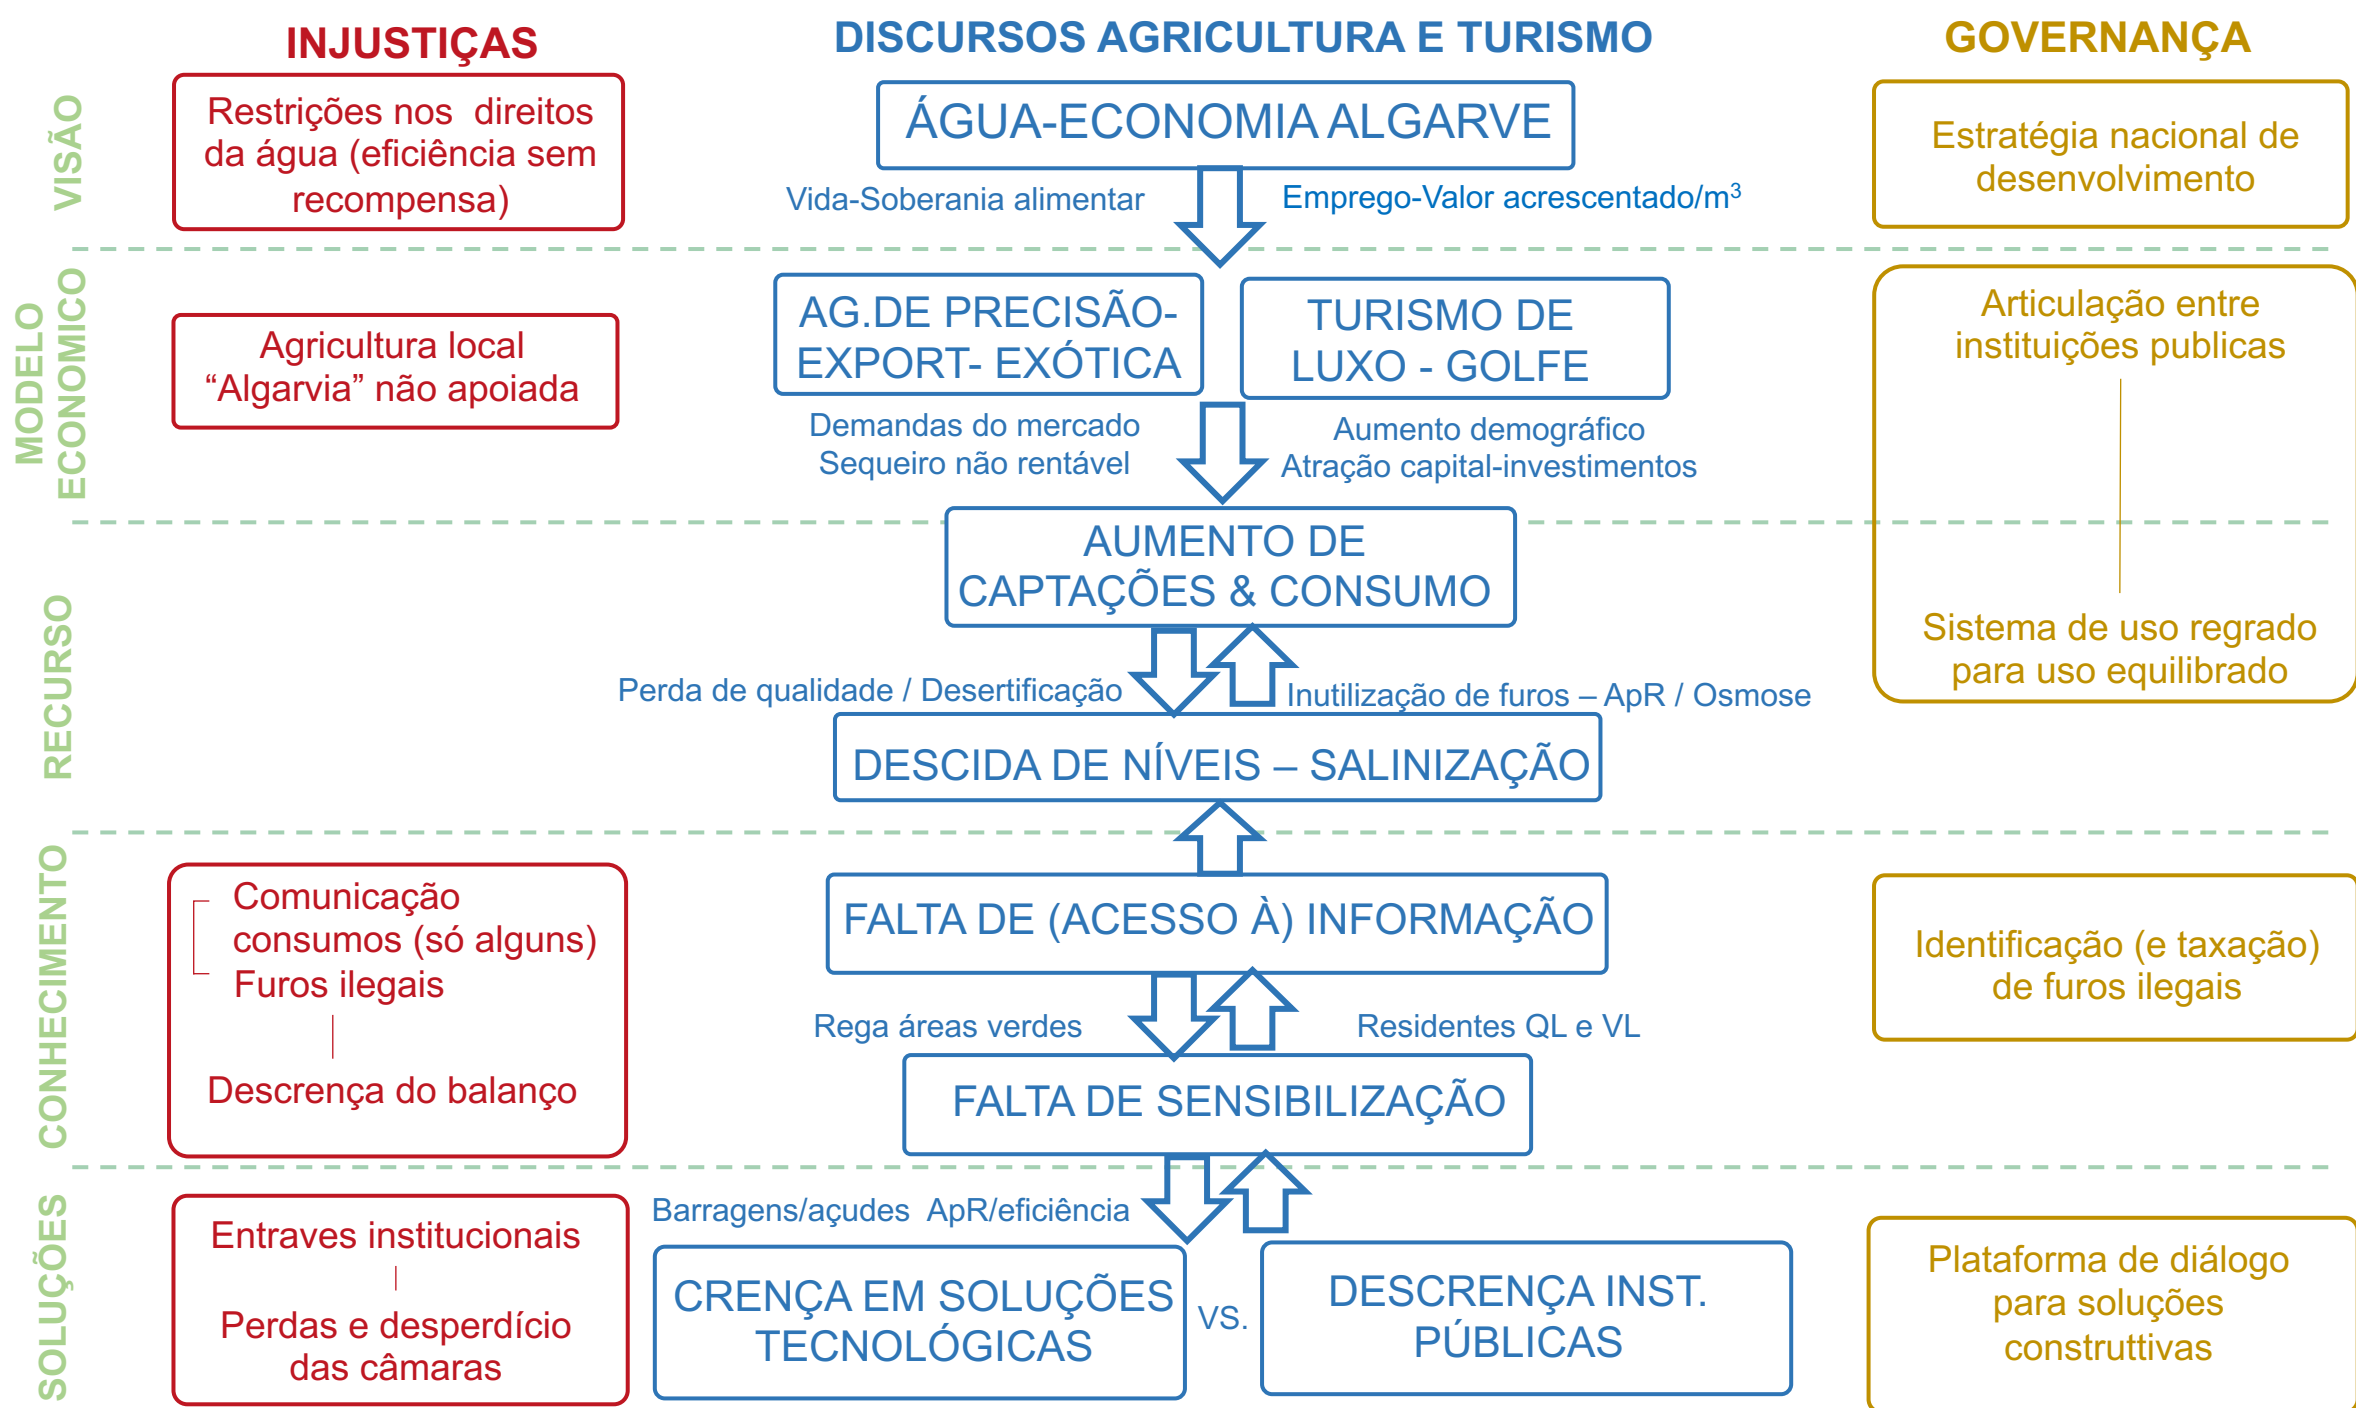 INJUSTIÇAS
DISCURSOS AGRICULTURA E TURISMO
GOVERNANÇA
VISÃO
Restrições nos direitos
da água (eficiência sem
recompensa)
ÁGUA-ECONOMIA ALGARVE
Vida-Soberania alimentar
Emprego-Valor acrescentado/m³
Estratégia nacional de
desenvolvimento
MODELO
ECONOMICO
Agricultura local
“Algarvia” não apoiada
AG.DE PRECISÃO-
EXPORT- EXÓTICA
TURISMO DE
LUXO - GOLFE
Demandas do mercado
Sequeiro não rentável
Aumento demográfico
Atração capital-investimentos
Articulação entre
instituições publicas
RECURSO
AUMENTO DE
CAPTAÇÕES & CONSUMO
Perda de qualidade / Desertificação
Inutilização de furos – ApR / Osmose
DESCIDA DE NÍVEIS – SALINIZAÇÃO
Sistema de uso regrado
para uso equilibrado
CONHECIMENTO
Comunicação
consumos (só alguns)
Furos ilegais
Descrença do balanço
FALTA DE (ACESSO À) INFORMAÇÃO
Rega áreas verdes
Residentes QL e VL
FALTA DE SENSIBILIZAÇÃO
Identificação (e taxação)
de furos ilegais
SOLUÇÕES
Entraves institucionais
Perdas e desperdício
das câmaras
Barragens/açudes ApR/eficiência
CRENÇA EM SOLUÇÕES
TECNOLÓGICAS
VS.
DESCRENÇA INST.
PÚBLICAS
Plataforma de diálogo
para soluções
construttivas